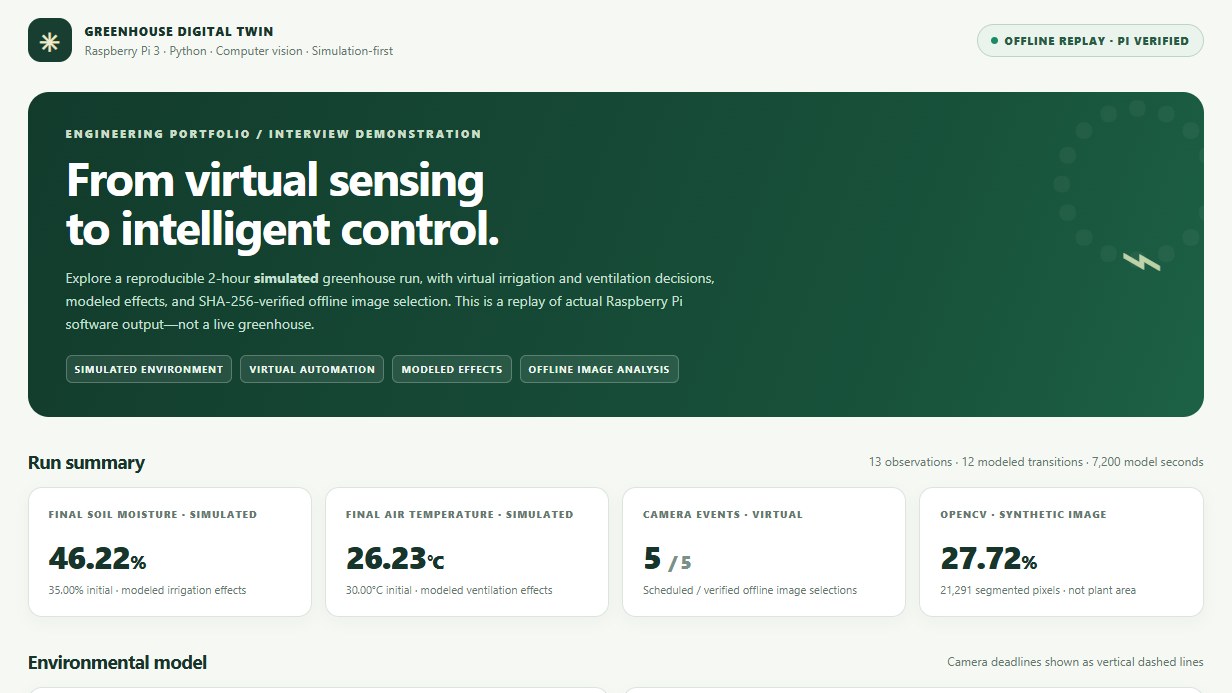 GREENHOUSE DIGITAL TWIN
Raspberry Pi 3 · Python · Computer vision · Simulation-first
OFFLINE REPLAY · PI VERIFIED
ENGINEERING PORTFOLIO / INTERVIEW DEMONSTRATION
From virtual sensing
to intelligent control.
Explore a reproducible 2-hour simulated greenhouse run, with virtual irrigation and ventilation decisions,
modeled effects, and SHA-256-verified offline image selection. This is a replay of actual Raspberry Pi
software output—not a live greenhouse.
SIMULATED ENVIRONMENT
VIRTUAL AUTOMATION
MODELED EFFECTS
OFFLINE IMAGE ANALYSIS
Run summary
13 observations · 12 modeled transitions · 7,200 model seconds
FINAL SOIL MOISTURE · SIMULATED
46.22%
35.00% initial · modeled irrigation effects
FINAL AIR TEMPERATURE · SIMULATED
26.23°C
30.00°C initial · modeled ventilation effects
CAMERA EVENTS · VIRTUAL
5 / 5
Scheduled / verified offline image selections
OPENCV · SYNTHETIC IMAGE
27.72%
21,291 segmented pixels · not plant area
Environmental model
Camera deadlines shown as vertical dashed lines